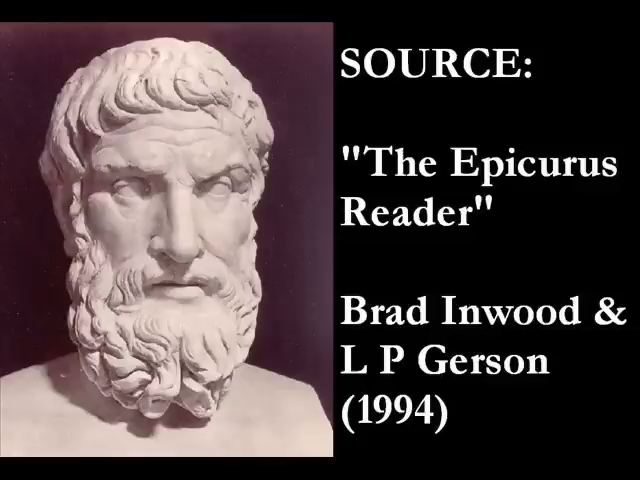 SOURCE:
"The Epicurus
Reader"
Brad Inwood &
L P Gerson
(1994)